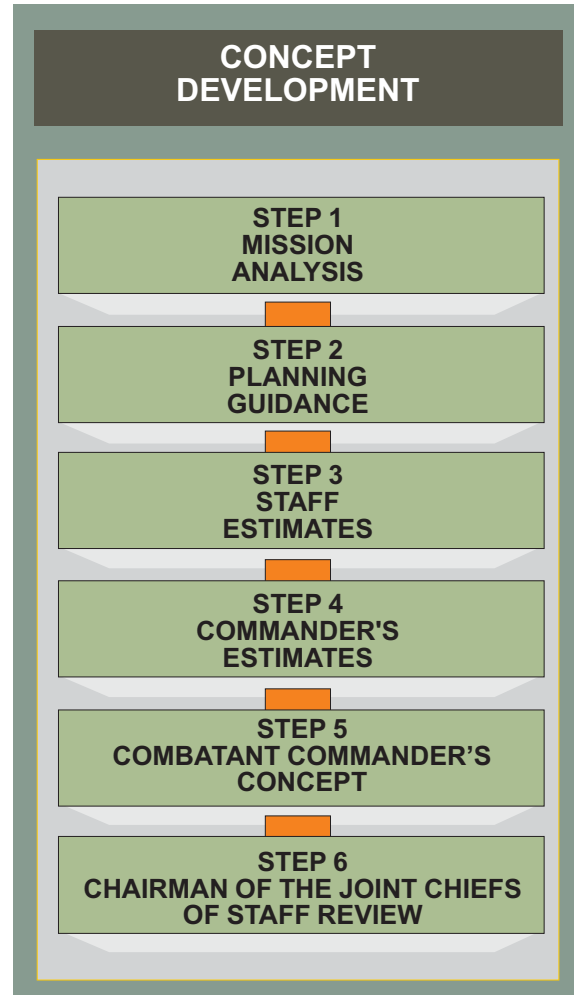 CONCEPT
DEVELOPMENT
STEP 1
MISSION
ANALYSIS
STEP 2
PLANNING
GUIDANCE
STEP 3
STAFF
ESTIMATES
STEP 4
COMMANDER'S
ESTIMATES
STEP 5
COMBATANT COMMANDER’S
CONCEPT
STEP 6
CHAIRMAN OF THE JOINT CHIEFS
OF STAFF REVIEW